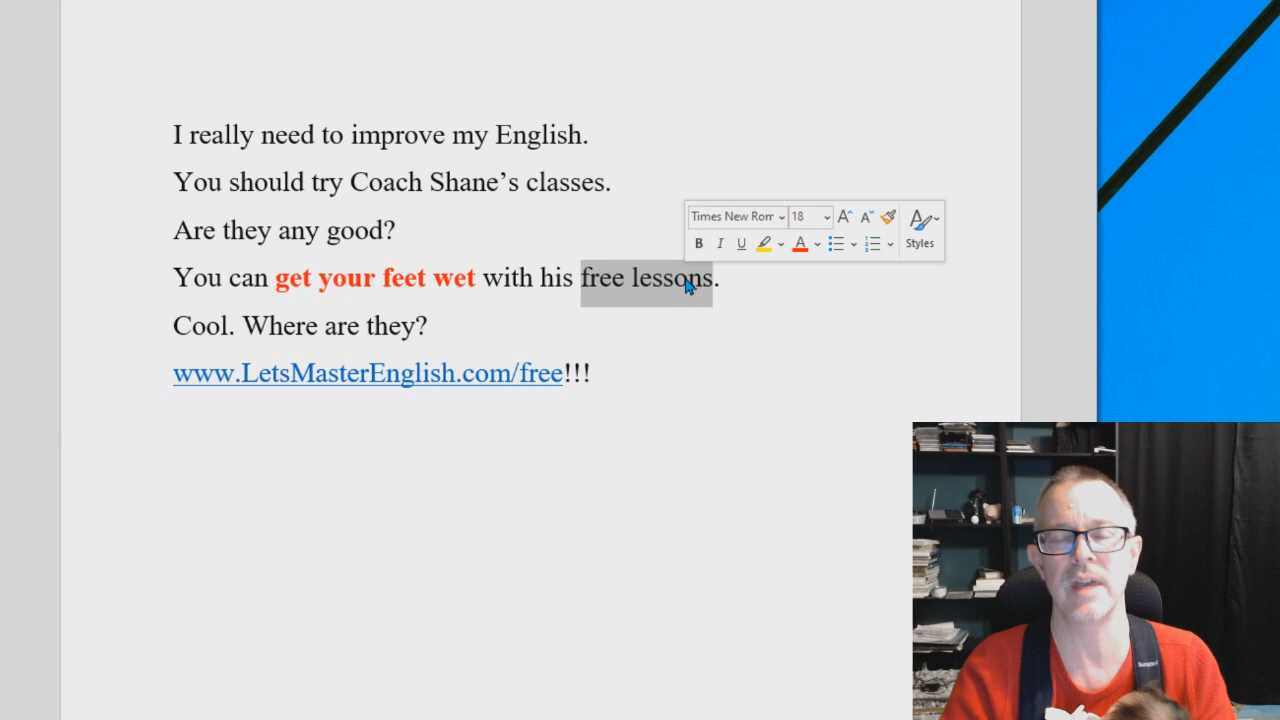 I really need to improve my English.
You should try Coach Shane’s classes.
Times New Rom 18
Are they any good?
B I U A Styles
You can get your feet wet with his free lessons.
Cool. Where are they?
www.LetsMasterEnglish.com/free!!!